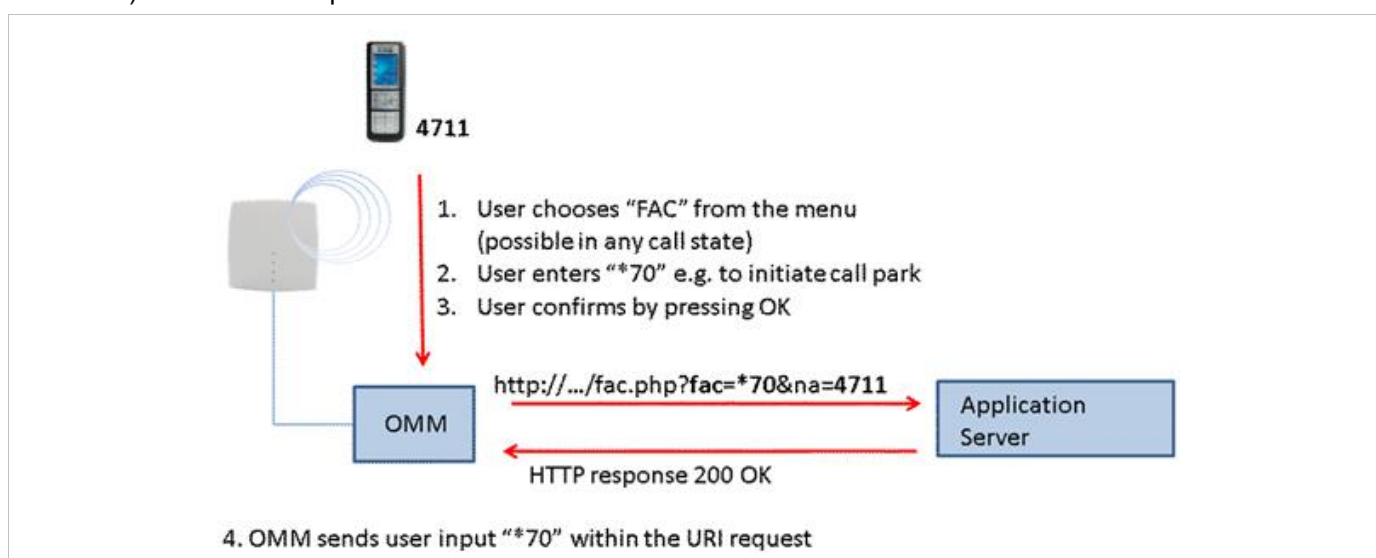 4711
1. User chooses “FAC” from the menu
(possible in any call state)
2. User enters “*70” e.g. to initiate call park
3. User confirms by pressing OK
http://.../fac.php?fac=*70&na=4711
OMM
Application
Server
HTTP response 200 OK
4. OMM sends user input “*70” within the URI request